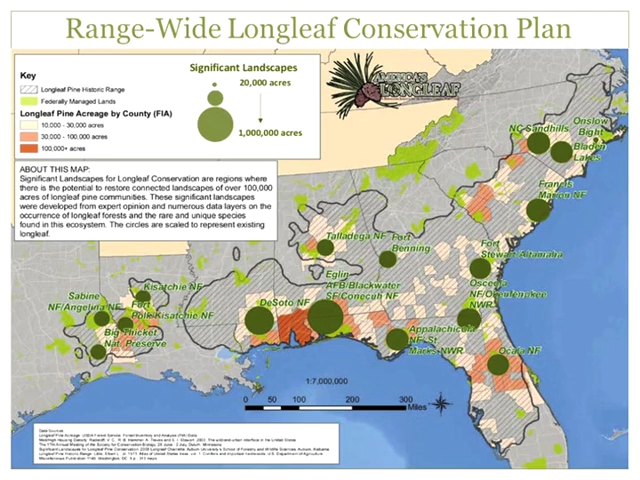 Range-Wide Longleaf Conservation Plan
Key
Longleaf Pine Historic Range
Federally Managed Lands
Longleaf Pine Acreage by County (FIA)
10,000 - 30,000 acres
30,000 - 100,000 acres
100,000+ acres
Significant Landscapes
20,000 acres
1,000,000 acres
AMERICA'S
LONGLEAF
ABOUT THIS MAP:
Significant Landscapes for Longleaf Conservation are regions where
there is the potential to restore connected landscapes of over 100,000
acres of longleaf pine communities. These significant landscapes
were developed from expert opinion and numerous data layers on the
occurrence of longleaf forests and the rare and unique species
found in this ecosystem. The circles are scaled to represent existing
longleaf.
NC Sandhills
Onslow
Bight
Bladen
Lakes
Francis
Marion NF
Talladega NF
Fort
Benning
Fort
Stewart/Altamaha
Eglin
AFB/Blackwater
SF/Conecuh NF
Osceola
NF/Okeefenokee
NWR
Kisatchie NF
Sabine
NF/Angelina NF
Fort
Polk/Kisatchie NF
DeSoto NF
Big Thicket
Nat. Preserve
Appalachicola
NF/St.
Marks NWR
Ocala NF
1:7,000,000
0 50 100 200 300
Miles
Data Sources